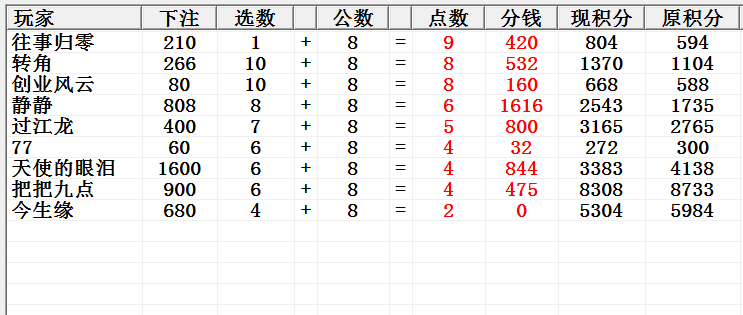 玩家 下注 选数 公数 点数 分钱 现积分 原积分
往事归零 210 1 + 8 = 9 420 804 594
转角 266 10 + 8 = 8 532 1370 1104
创业风云 80 10 + 8 = 8 160 668 588
静静 808 8 + 8 = 6 1616 2543 1735
过江龙 400 7 + 8 = 5 800 3165 2765
77 60 6 + 8 = 4 32 272 300
天使的眼泪 1600 6 + 8 = 4 844 3383 4138
把把九点 900 6 + 8 = 4 475 8308 8733
今生缘 680 4 + 8 = 2 0 5304 5984